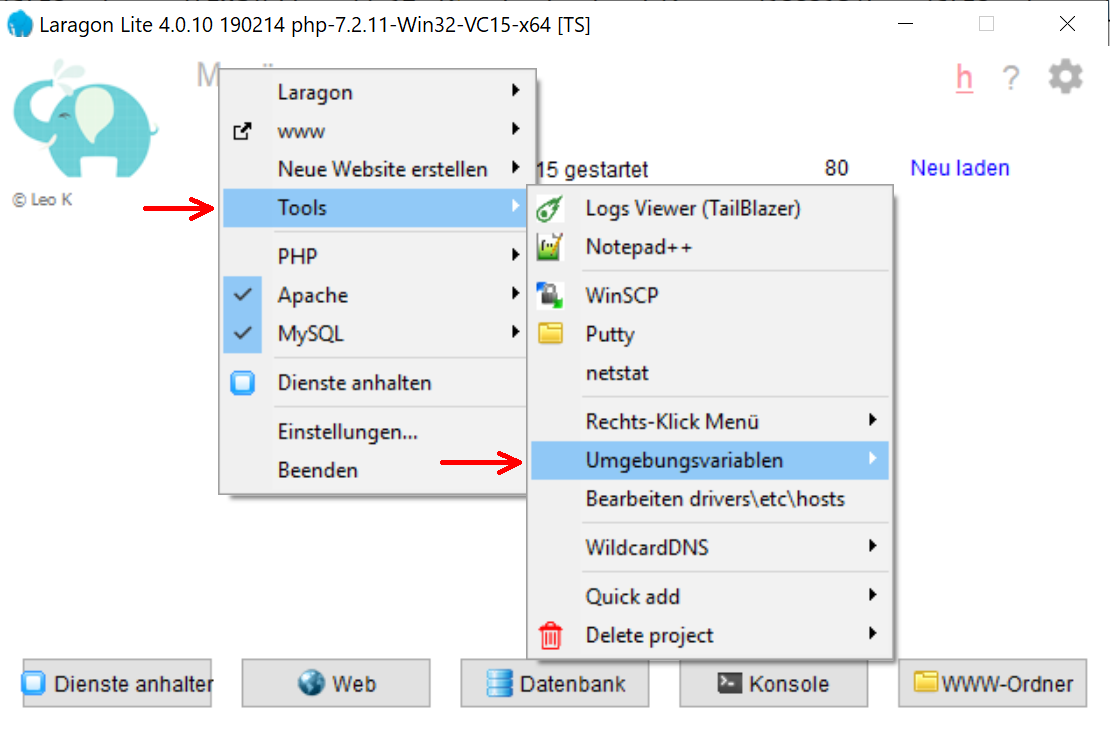 Laragon Lite 4.0.10 190214 php-7.2.11-Win32-VC15-x64 [TS]
h ?
© Leo K
Laragon
www
Neue Website erstellen
Tools
PHP
Apache
MySQL
Dienste anhalten
Einstellungen...
Beenden
15 gestartet 80 Neu laden
Logs Viewer (TailBlazer)
Notepad++
WinSCP
Putty
netstat
Rechts-Klick Menü
Umgebungsvariablen
Bearbeiten drivers\etc\hosts
WildcardDNS
Quick add
Delete project
Dienste anhalter Web Datenbank Konsole WWW-Ordner